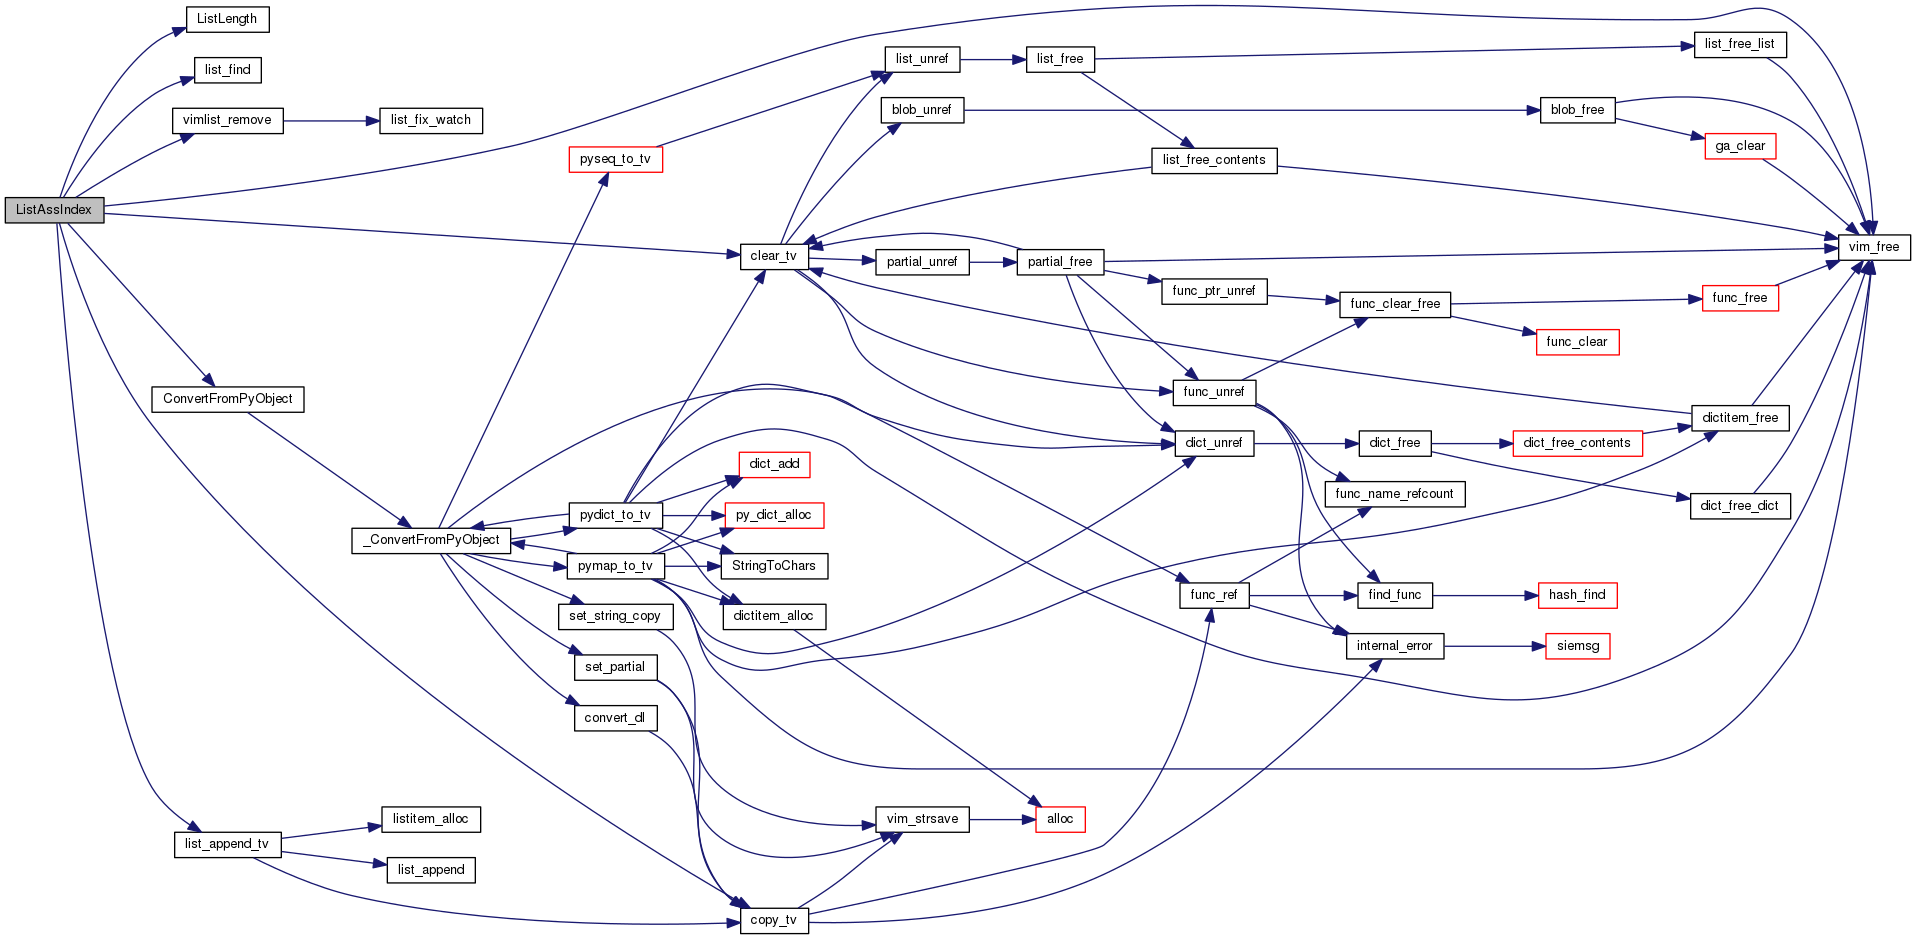 ListLength
list_find
vimlist_remove
list_fix_watch
ListAssIndex
ConvertFromPyObject
_ConvertFromPyObject
list_append_tv
listitem_alloc
list_append
pyseq_to_tv
pydict_to_tv
pymap_to_tv
set_string_copy
set_partial
convert_dl
clear_tv
dict_add
py_dict_alloc
StringToChars
dictitem_alloc
copy_tv
list_unref
blob_unref
partial_unref
vim_strsave
list_free
partial_free
alloc
list_free_contents
func_ptr_unref
func_unref
dict_unref
func_ref
func_clear_free
dict_free
func_name_refcount
find_func
internal_error
blob_free
func_clear
dict_free_contents
hash_find
siemsg
list_free_list
ga_clear
func_free
dictitem_free
dict_free_dict
vim_free